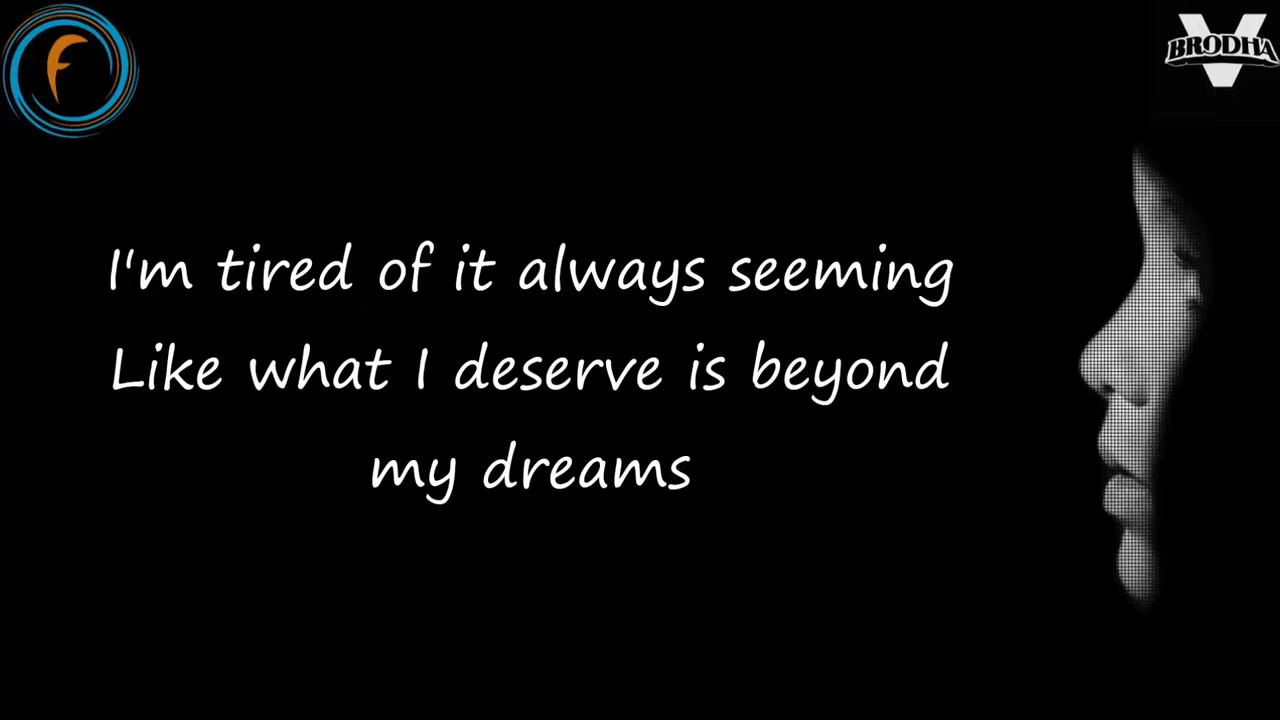 F
BRODHA
V
I'm tired of it always seeming
Like what I deserve is beyond
my dreams